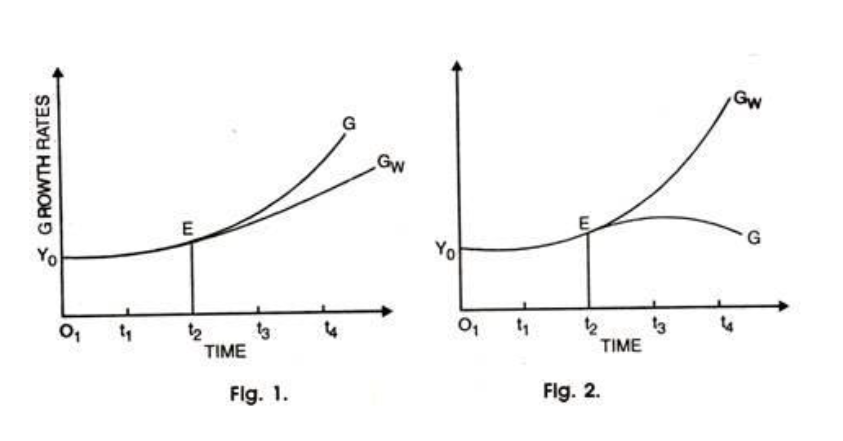 GROWTH RATES
G
GW
E
Y0
O1 t1 t2 t3 t4
TIME
Fig. 1.
GW
E
G
Y0
O1 t1 t2 t3 t4
TIME
Fig. 2.